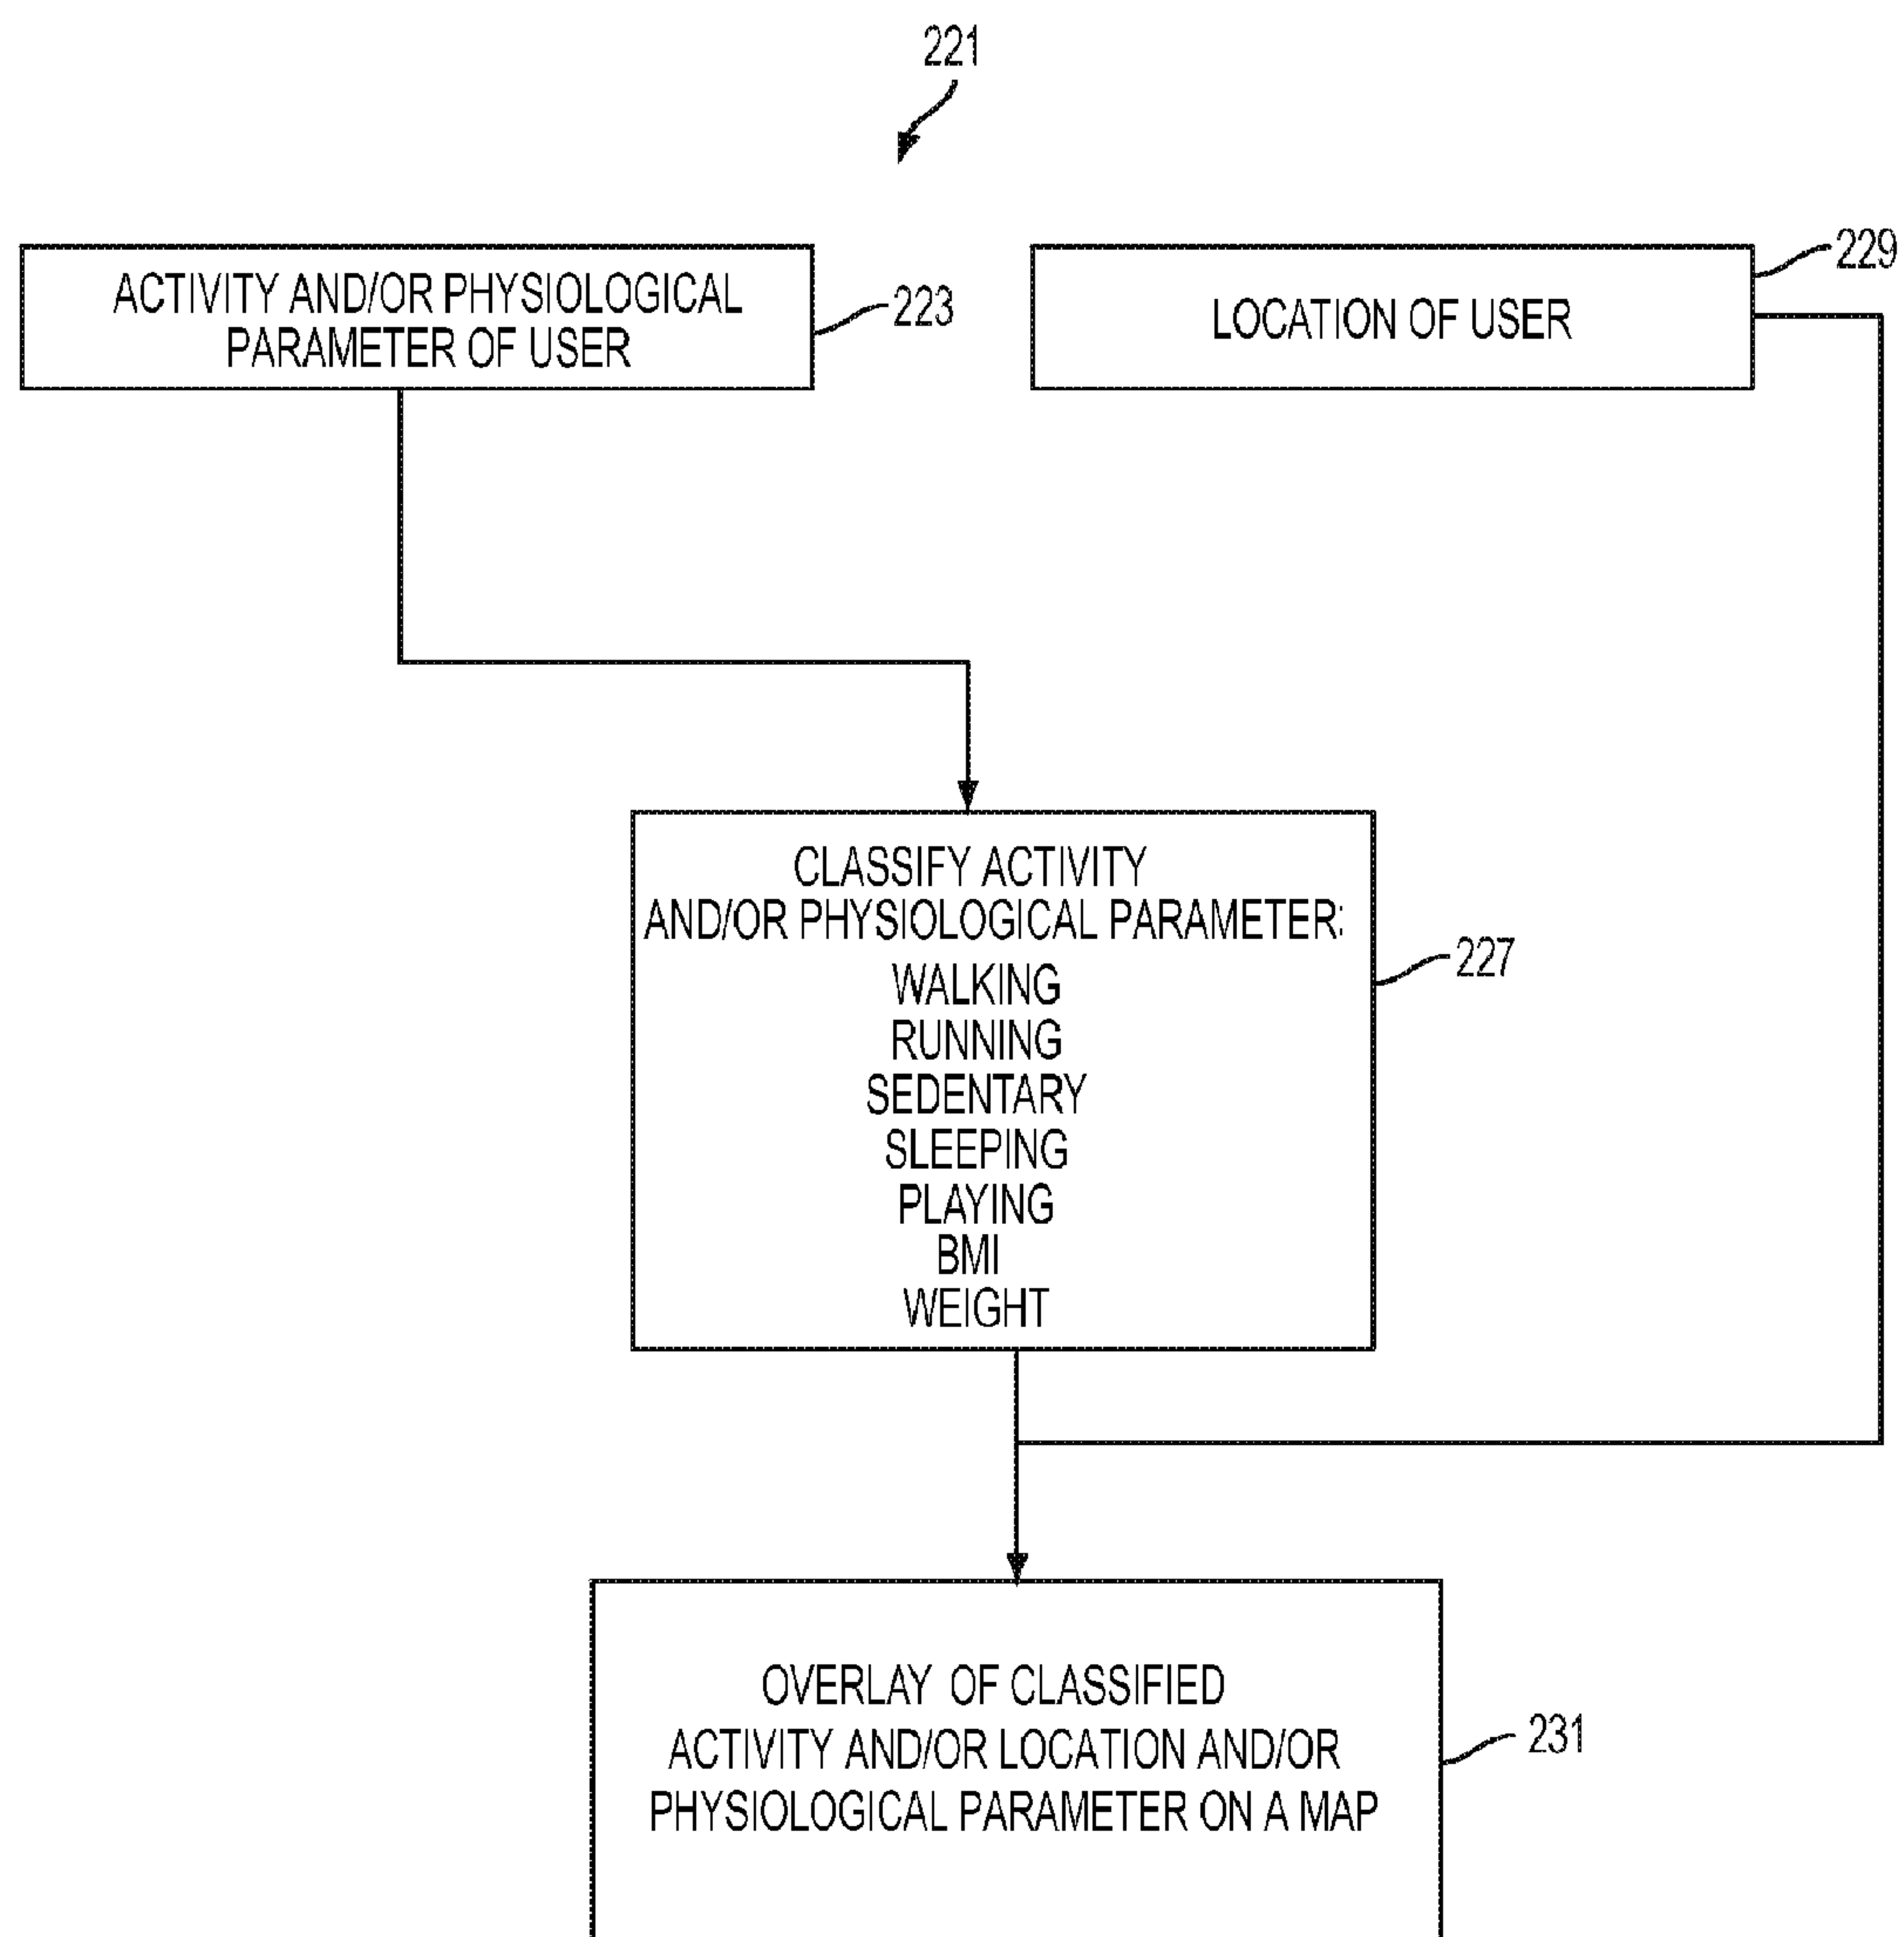 221
ACTIVITY AND/OR PHYSIOLOGICAL
PARAMETER OF USER
223
LOCATION OF USER
229
CLASSIFY ACTIVITY
AND/OR PHYSIOLOGICAL PARAMETER:
WALKING
RUNNING
SEDENTARY
SLEEPING
PLAYING
BMI
WEIGHT
227
OVERLAY OF CLASSIFIED
ACTIVITY AND/OR LOCATION AND/OR
PHYSIOLOGICAL PARAMETER ON A MAP
231